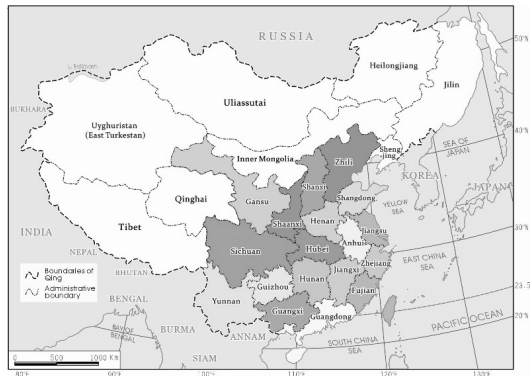 RUSSIA
50°
Heilongjiang
L. Balkhash
Jilin
Uliassutai
BUKHARA
Uyghuristan
(East Turkestan)
40°
Sheng-
jing
SEA OF
JAPAN
Inner Mongolia
Zhili
KOREA
JAPAN
Shanxi
Qinghai
Gansu
Shangdong
YELLOW
SEA
Shaanxi
Henan
Jiangsu
INDIA
Tibet
30°
Sichuan
Hubei
Anhui
EAST CHINA
SEA
NEPAL
Zhejiang
BHUTAN
Boundaries of
Qing
Administrative
boundary
Hunan
Jiangxi
Guizhou
Fujian
23.5
Yunnan
BENGAL
Guangxi
Guangdong
PACIFIC OCEAN
20°
BAY OF
BENGAL
BURMA
ANNAM
SOUTH CHINA
SEA
0 500 1000 Km
SIAM
80° 90° 100° 110° 120° 130°